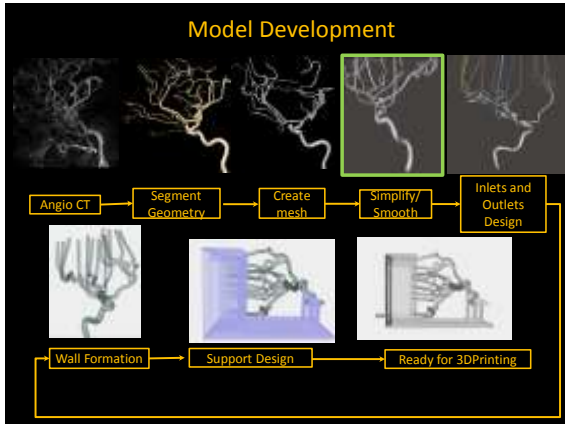 Model Development
Angio CT
Segment
Geometry
Create
mesh
Simplify/
Smooth
Inlets and
Outlets
Design
Wall Formation
Support Design
Ready for 3DPrinting